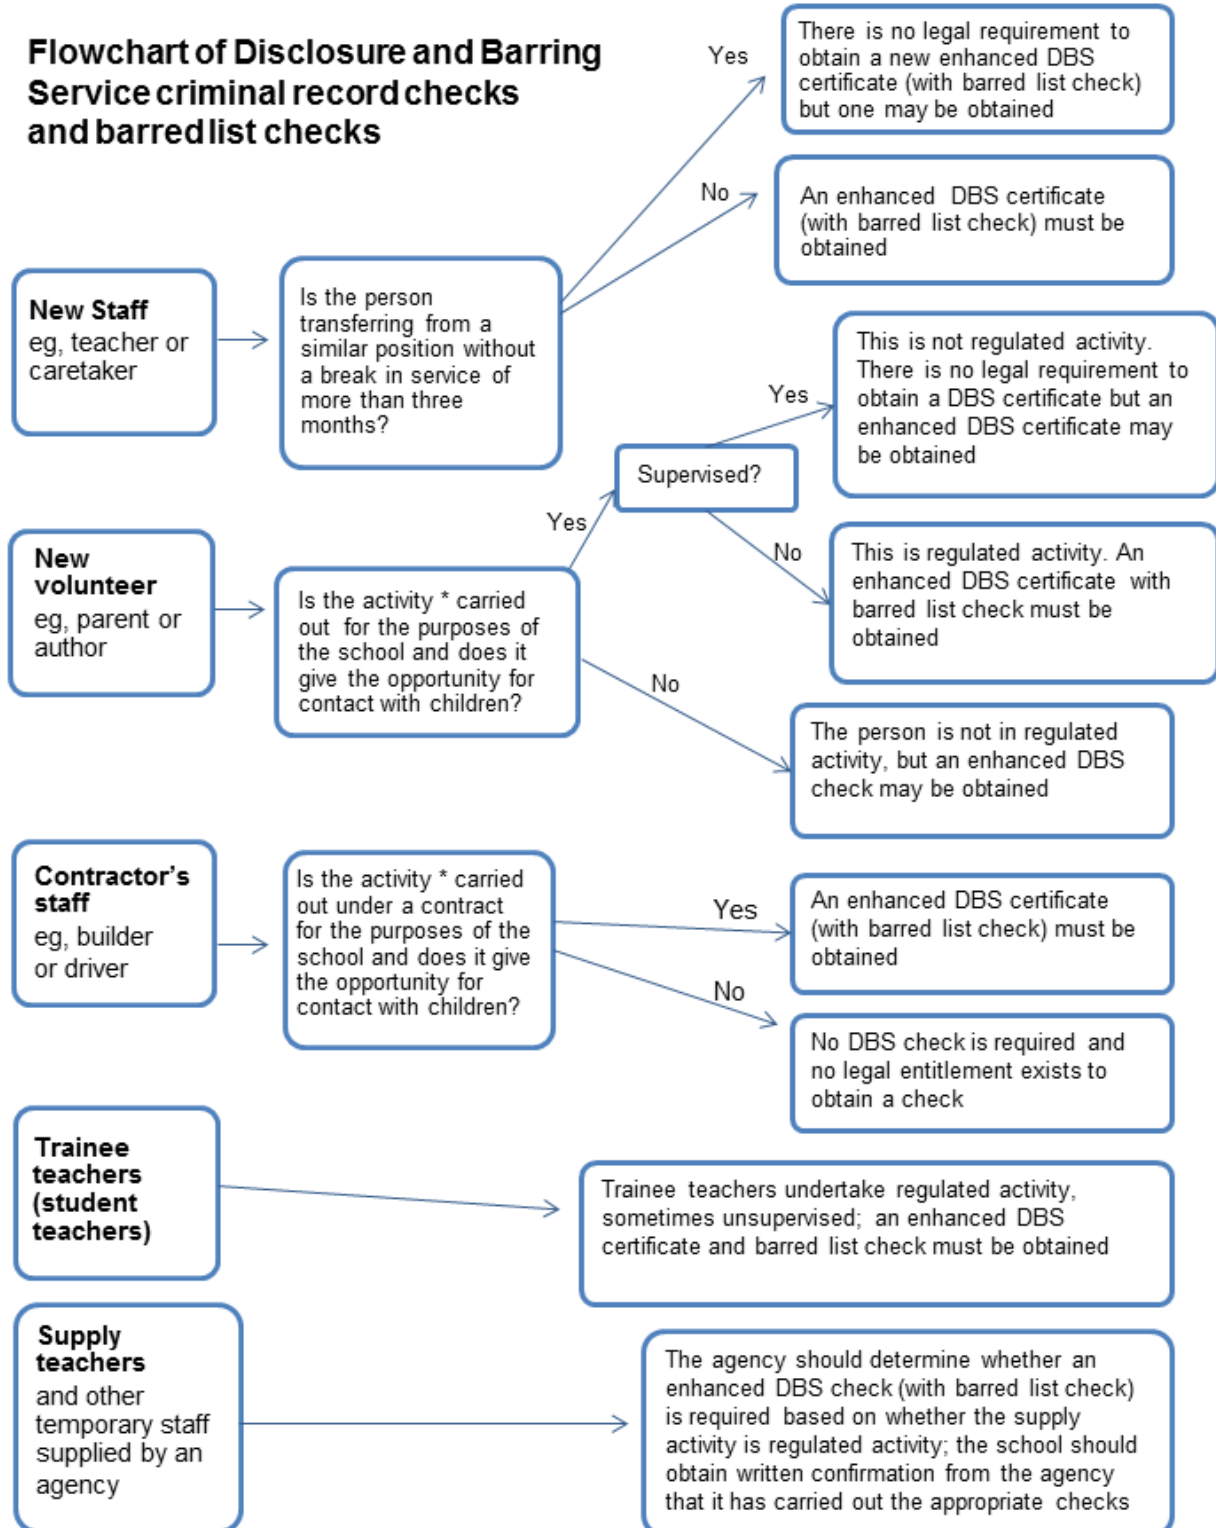 Flowchart of Disclosure and Barring
Service criminal record checks
and barred list checks
Yes
There is no legal requirement to
obtain a new enhanced DBS
certificate (with barred list check)
but one may be obtained
No
An enhanced DBS certificate
(with barred list check) must be
obtained
New Staff
eg, teacher or
caretaker
Is the person
transferring from a
similar position without
a break in service of
more than three
months?
New
volunteer
eg, parent or
author
Is the activity * carried
out for the purposes of
the school and does it
give the opportunity for
contact with children?
Yes
Supervised?
Yes
This is not regulated activity.
There is no legal requirement to
obtain a DBS certificate but an
enhanced DBS certificate may
be obtained
No
This is regulated activity. An
enhanced DBS certificate with
barred list check must be
obtained
No
The person is not in regulated
activity, but an enhanced DBS
check may be obtained
Contractor's
staff
eg, builder
or driver
Is the activity * carried
out under a contract
for the purposes of the
school and does it give
the opportunity for
contact with children?
Yes
An enhanced DBS certificate
(with barred list check) must be
obtained
No
No DBS check is required and
no legal entitlement exists to
obtain a check
Trainee
teachers
(student
teachers)
Trainee teachers undertake regulated activity,
sometimes unsupervised; an enhanced DBS
certificate and barred list check must be obtained
Supply
teachers
and other
temporary staff
supplied by an
agency
The agency should determine whether an
enhanced DBS check (with barred list check)
is required based on whether the supply
activity is regulated activity; the school should
obtain written confirmation from the agency
that it has carried out the appropriate checks